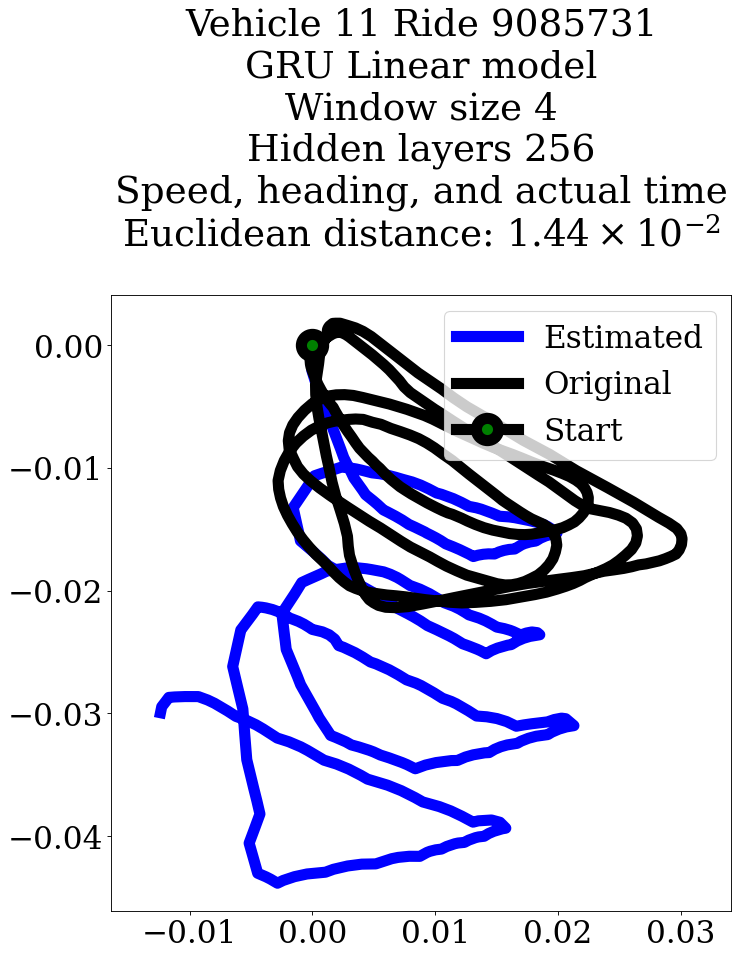 Vehicle 11 Ride 9085731
GRU Linear model
Window size 4
Hidden layers 256
Speed, heading, and actual time
Euclidean distance: 1.44 × 10⁻²
Estimated
Original
Start
0.00
−0.01
−0.02
−0.03
−0.04
−0.01 0.00 0.01 0.02 0.03